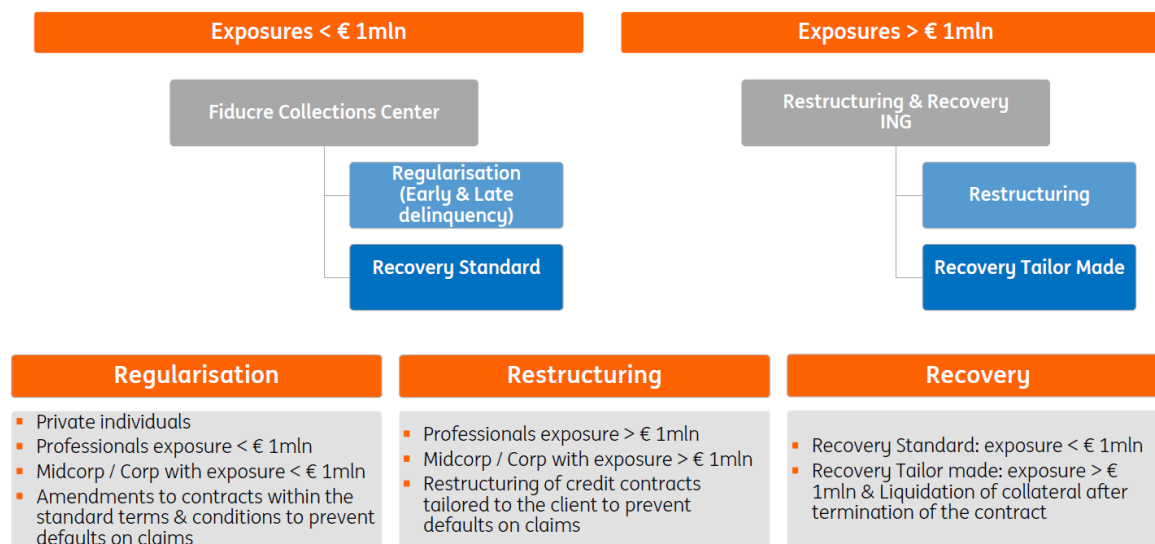 Exposures < € 1mln
Exposures > € 1mln
Fiducre Collections Center
Restructuring & Recovery
ING
Regularisation
(Early & Late
delinquency)
Restructuring
Recovery Standard
Recovery Tailor Made
Regularisation
Private individuals
Professionals exposure < € 1mln
Midcorp / Corp with exposure < € 1mln
Amendments to contracts within the
standard terms & conditions to prevent
defaults on claims
Restructuring
Professionals exposure > € 1mln
Midcorp / Corp with exposure > € 1mln
Restructuring of credit contracts
tailored to the client to prevent
defaults on claims
Recovery
Recovery Standard: exposure < € 1mln
Recovery Tailor made: exposure > €
1mln & Liquidation of collateral after
termination of the contract